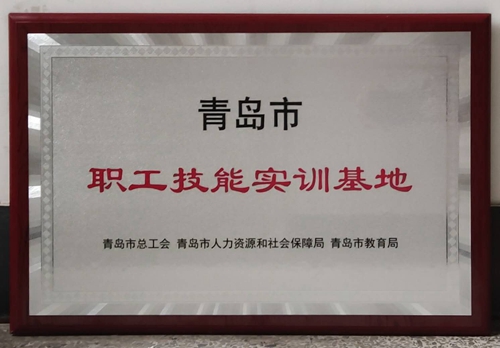 青岛市
职工技能实训基地
青岛市总工会 青岛市人力资源和社会保障局 青岛市教育局